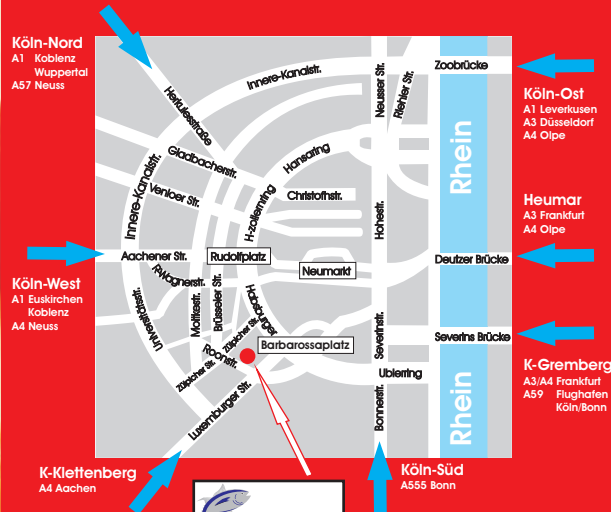 Köln-Nord
A1 Koblenz
Wuppertal
A57 Neuss
Herkulesstraße
Innere-Kanalstr.
Neusser Str.
Riehler Str.
Zoobrücke
Köln-Ost
A1 Leverkusen
A3 Düsseldorf
A4 Olpe
Gladbacherstr.
Hansaring
Rhein
Innere-Kanalstr.
Venloer Str.
H-zollernring
Christofhstr.
Hohestr.
Heumar
A3 Frankfurt
A4 Olpe
Aachener Str.
Rudolfplatz
Neumarkt
Deutzer Brücke
Köln-West
A1 Euskirchen
Koblenz
A4 Neuss
R.Wagnerstr.
Moltkestr.
Brüsseler Str.
Habsburger
Universitätsstr.
Zülpicher Str.
Roonstr.
Barbarossaplatz
Severinstr.
Severins Brücke
K-Gremberg
A3/A4 Frankfurt
A59 Flughafen
Köln/Bonn
Zülpicher Str.
Ubierring
Luxemburger Str.
Bonnerstr.
Rhein
K-Klettenberg
A4 Aachen
Köln-Süd
A555 Bonn